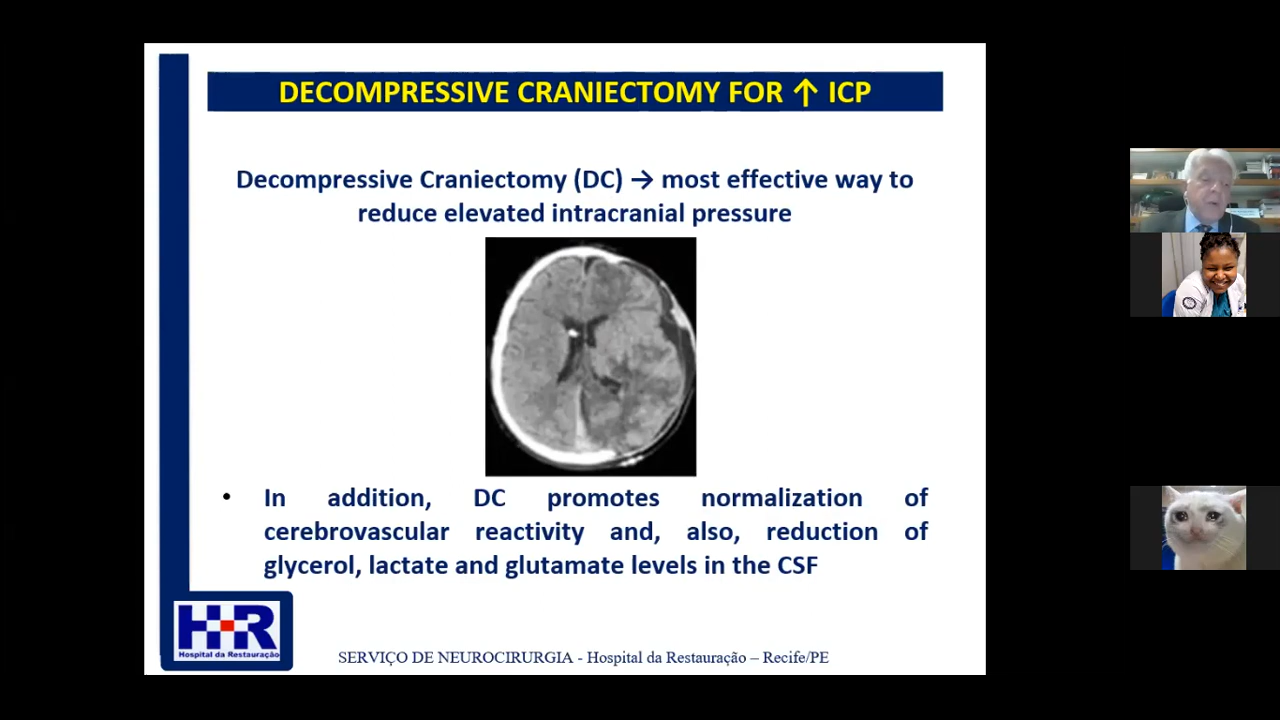 DECOMPRESSIVE CRANIECTOMY FOR ↑ ICP
Decompressive Craniectomy (DC) → most effective way to
reduce elevated intracranial pressure
• In addition, DC promotes normalization of
cerebrovascular reactivity and, also, reduction of
glycerol, lactate and glutamate levels in the CSF
H+R
Hospital da Restauração
SERVIÇO DE NEUROCIRURGIA - Hospital da Restauração – Recife/PE